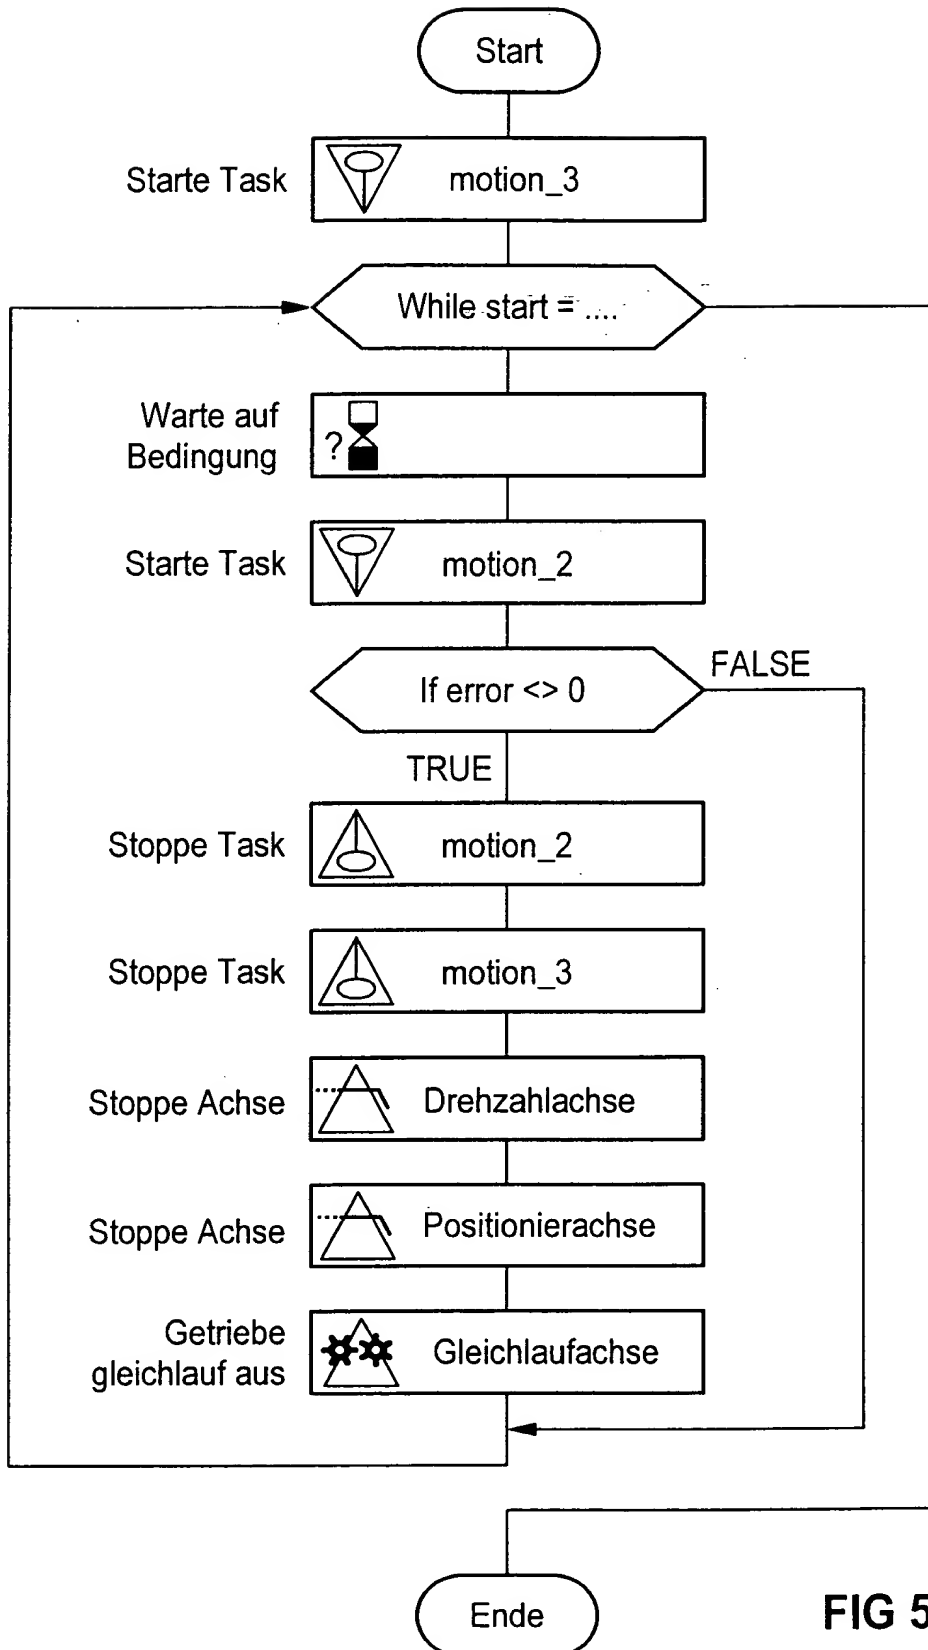 Start
Starte Task
motion_3
While start = ....
Warte auf
Bedingung
?
Starte Task
motion_2
If error <> 0
FALSE
TRUE
Stoppe Task
motion_2
Stoppe Task
motion_3
Stoppe Achse
Drehzahlachse
Stoppe Achse
Positionierachse
Getriebe
gleichlauf aus
Gleichlaufachse
Ende
FIG 5